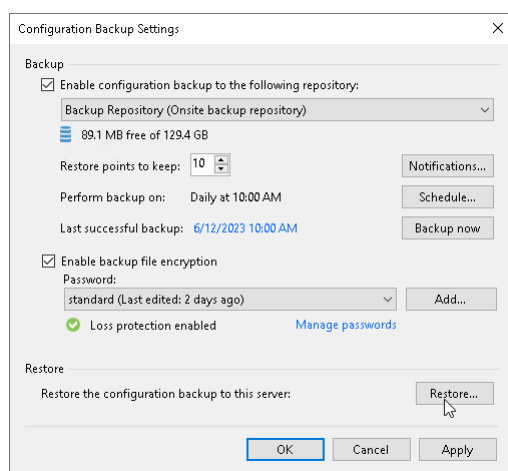 Configuration Backup Settings
Backup
Enable configuration backup to the following repository:
Backup Repository (Onsite backup repository)
89.1 MB free of 129.4 GB
Restore points to keep: 10 Notifications...
Perform backup on: Daily at 10:00 AM Schedule...
Last successful backup: 6/12/2023 10:00 AM Backup now
Enable backup file encryption
Password:
standard (Last edited: 2 days ago) Add...
Loss protection enabled Manage passwords
Restore
Restore the configuration backup to this server: Restore...
OK Cancel Apply